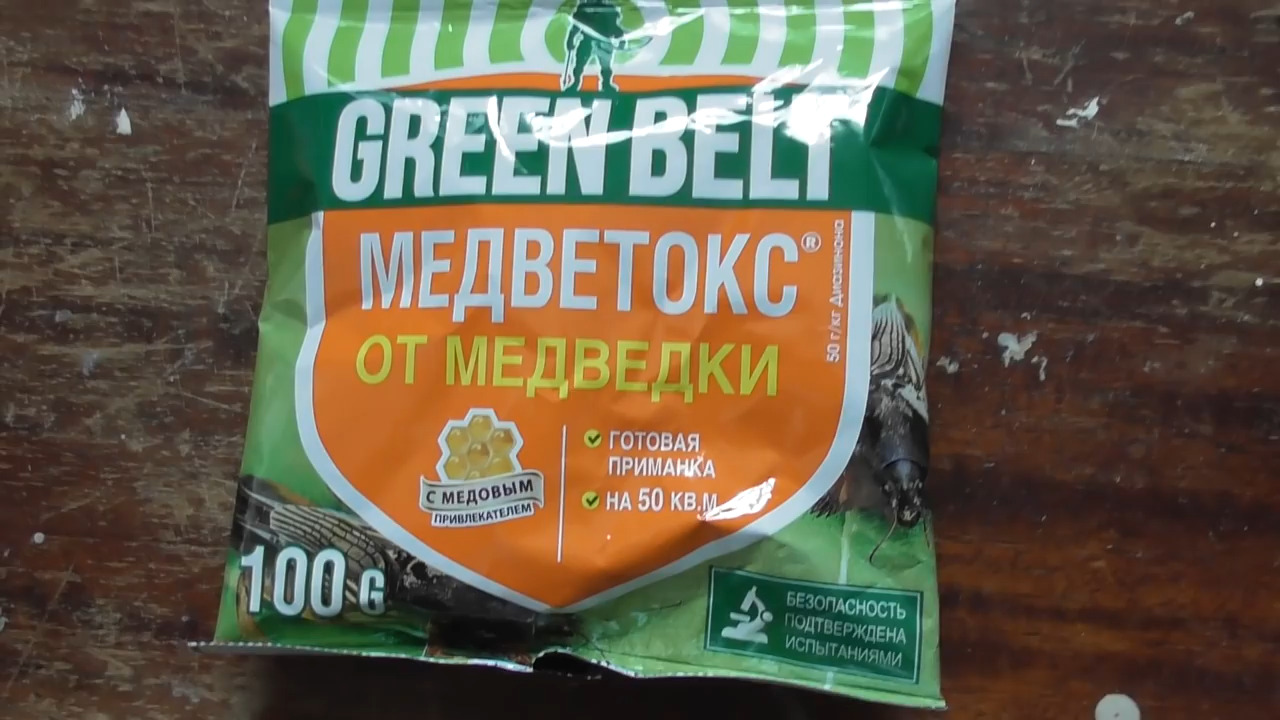 GREEN BELT
МЕДВЕТОКС®
50 г/кг Диазинона
ОТ МЕДВЕДКИ
С МЕДОВЫМ
ПРИВЛЕКАТЕЛЕМ
ГОТОВАЯ
ПРИМАНКА
НА 50 КВ.М
100 G
БЕЗОПАСНОСТЬ
ПОДТВЕРЖДЕНА
ИСПЫТАНИЯМИ